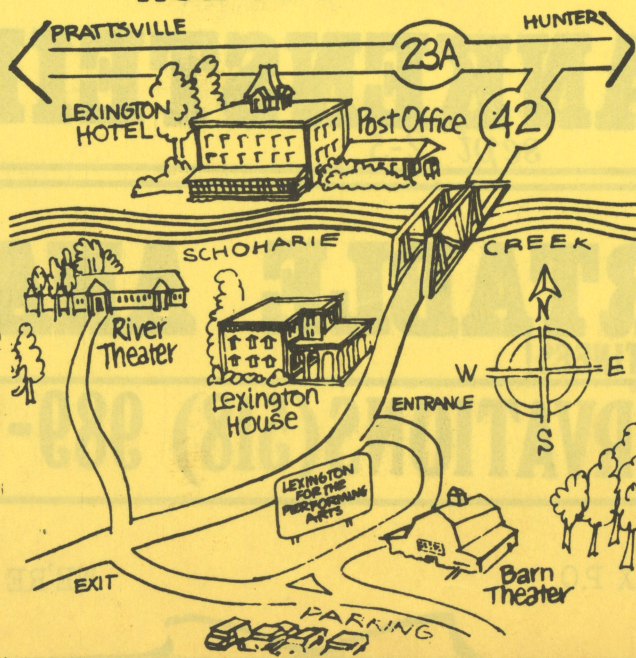 PRATTSVILLE
HUNTER
23A
LEXINGTON
HOTEL
Post Office
42
SCHOHARIE
CREEK
River
Theater
Lexington
House
N
W
E
S
ENTRANCE
LEXINGTON
FOR THE
PERFORMING
ARTS
Barn
Theater
EXIT
PARKING